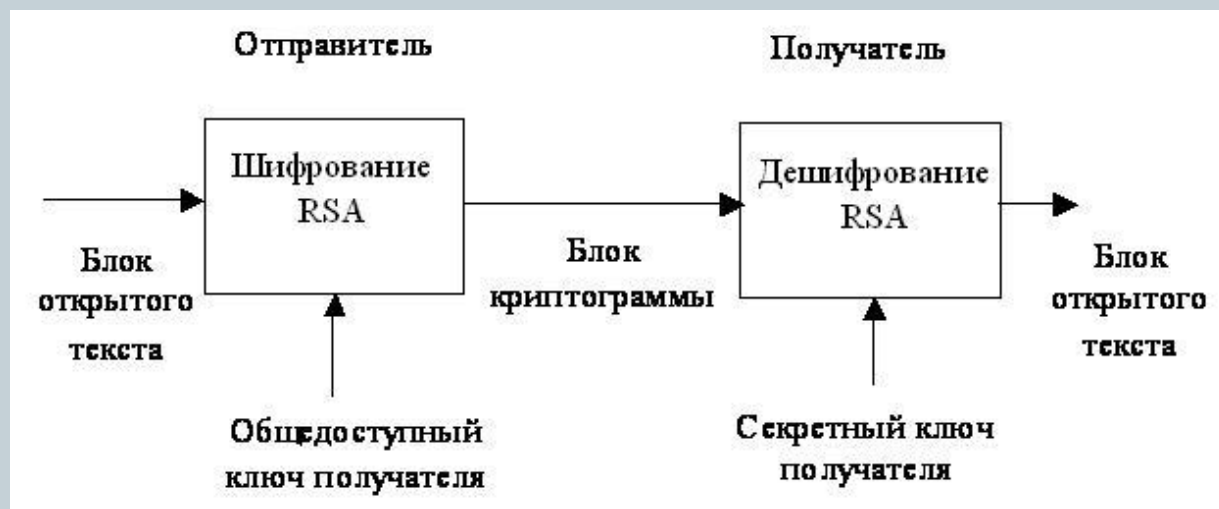 Отправитель
Получатель
Шифрование
RSA
Дешифрование
RSA
Блок
открытого
текста
Блок
криптограммы
Блок
открытого
текста
Общедоступный
ключ получателя
Секретный ключ
получателя